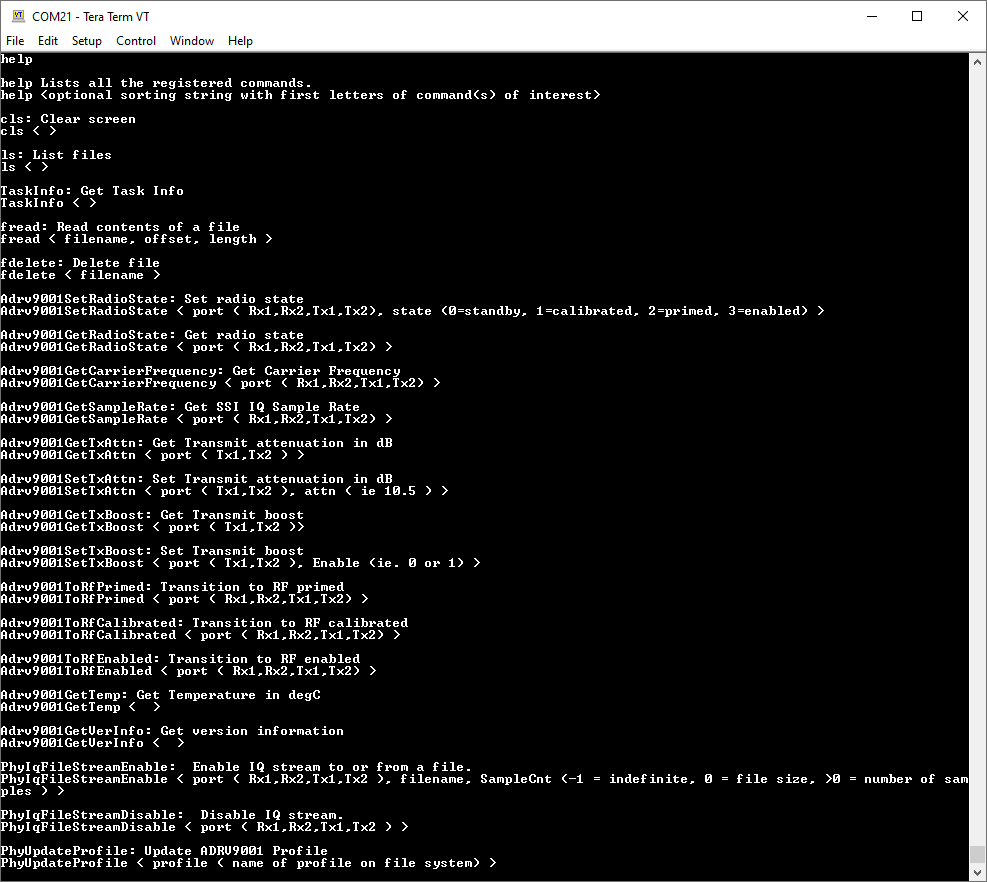 COM21 - Tera Term VT
File Edit Setup Control Window Help
help
help Lists all the registered commands.
help <optional sorting string with first letters of command(s) of interest>
cls: Clear screen
cls < >
ls: List files
ls < >
TaskInfo: Get Task Info
TaskInfo < >
fread: Read contents of a file
fread < filename, offset, length >
fdelete: Delete file
fdelete < filename >
Adrv9001SetRadioState: Set radio state
Adrv9001SetRadioState < port ( Rx1,Rx2,Tx1,Tx2), state (0=standby, 1=calibrated, 2=primed, 3=enabled) >
Adrv9001GetRadioState: Get radio state
Adrv9001GetRadioState < port ( Rx1,Rx2,Tx1,Tx2) >
Adrv9001GetCarrierFrequency: Get Carrier Frequency
Adrv9001GetCarrierFrequency < port ( Rx1,Rx2,Tx1,Tx2) >
Adrv9001GetSampleRate: Get SSI IQ Sample Rate
Adrv9001GetSampleRate < port ( Rx1,Rx2,Tx1,Tx2) >
Adrv9001GetTxAttn: Get Transmit attenuation in dB
Adrv9001GetTxAttn < port ( Tx1,Tx2 ) >
Adrv9001SetTxAttn: Set Transmit attenuation in dB
Adrv9001SetTxAttn < port ( Tx1,Tx2 ), attn ( ie 10.5 ) >
Adrv9001GetTxBoost: Get Transmit boost
Adrv9001GetTxBoost < port ( Tx1,Tx2 )>
Adrv9001SetTxBoost: Set Transmit boost
Adrv9001SetTxBoost < port ( Tx1,Tx2 ), Enable (ie. 0 or 1) >
Adrv9001ToRfPrimed: Transition to RF primed
Adrv9001ToRfPrimed < port ( Rx1,Rx2,Tx1,Tx2) >
Adrv9001ToRfCalibrated: Transition to RF calibrated
Adrv9001ToRfCalibrated < port ( Rx1,Rx2,Tx1,Tx2) >
Adrv9001ToRfEnabled: Transition to RF enabled
Adrv9001ToRfEnabled < port ( Rx1,Rx2,Tx1,Tx2) >
Adrv9001GetTemp: Get Temperature in degC
Adrv9001GetTemp <  >
Adrv9001GetVerInfo: Get version information
Adrv9001GetVerInfo <  >
PhyIqFileStreamEnable:  Enable IQ stream to or from a file.
PhyIqFileStreamEnable < port ( Rx1,Rx2,Tx1,Tx2 ), filename, SampleCnt (-1 = indefinite, 0 = file size, >0 = number of sam
ples ) >
PhyIqFileStreamDisable:  Disable IQ stream.
PhyIqFileStreamDisable < port ( Rx1,Rx2,Tx1,Tx2 ) >
PhyUpdateProfile: Update ADRV9001 Profile
PhyUpdateProfile < profile ( name of profile on file system) >